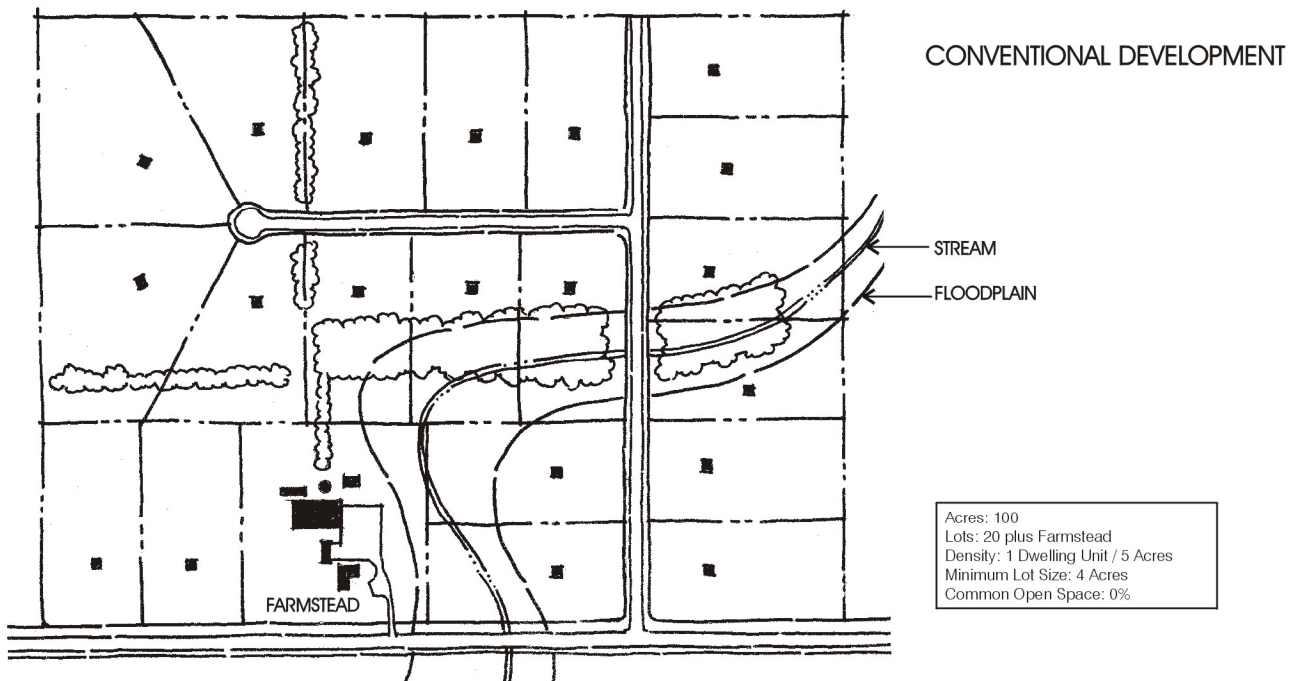 CONVENTIONAL DEVELOPMENT
STREAM
FLOODPLAIN
FARMSTEAD
Acres: 100
Lots: 20 plus Farmstead
Density: 1 Dwelling Unit / 5 Acres
Minimum Lot Size: 4 Acres
Common Open Space: 0%